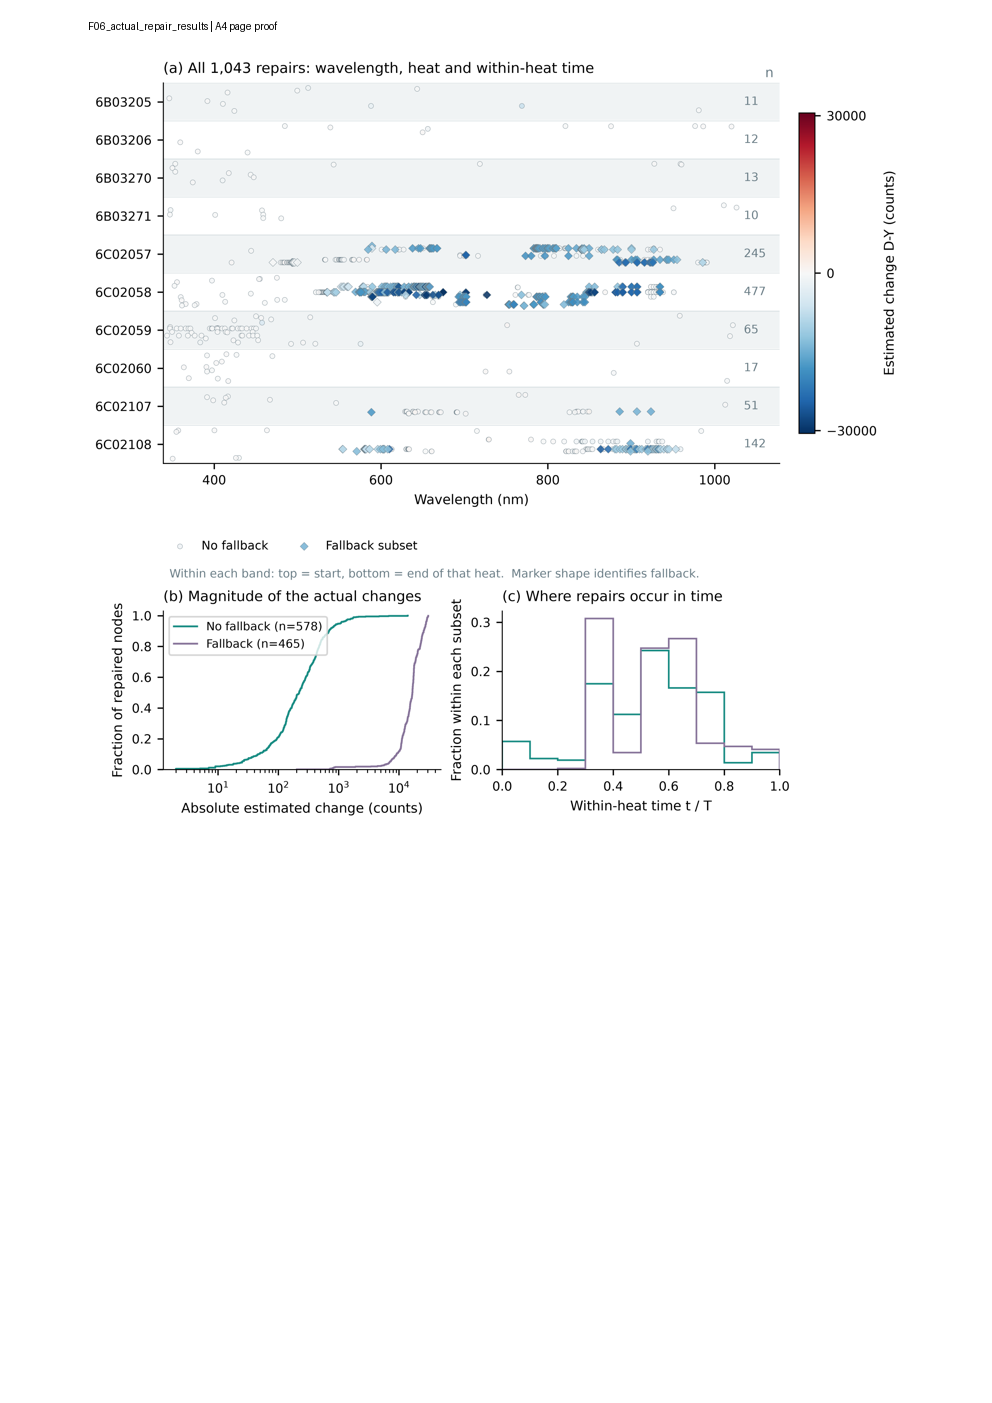 F06_actual_repair_results | A4 page proof
(a) All 1,043 repairs: wavelength, heat and within-heat time
n
6B03205
11
6B03206
12
6B03270
13
6B03271
10
6C02057
245
6C02058
477
6C02059
65
6C02060
17
6C02107
51
6C02108
142
400
600
800
1000
Wavelength (nm)
30000
0
−30000
Estimated change D-Y (counts)
No fallback
Fallback subset
Within each band: top = start, bottom = end of that heat.  Marker shape identifies fallback.
(b) Magnitude of the actual changes
Fraction of repaired nodes
1.0
0.8
0.6
0.4
0.2
0.0
No fallback (n=578)
Fallback (n=465)
10¹
10²
10³
10⁴
Absolute estimated change (counts)
(c) Where repairs occur in time
Fraction within each subset
0.3
0.2
0.1
0.0
0.0
0.2
0.4
0.6
0.8
1.0
Within-heat time t / T